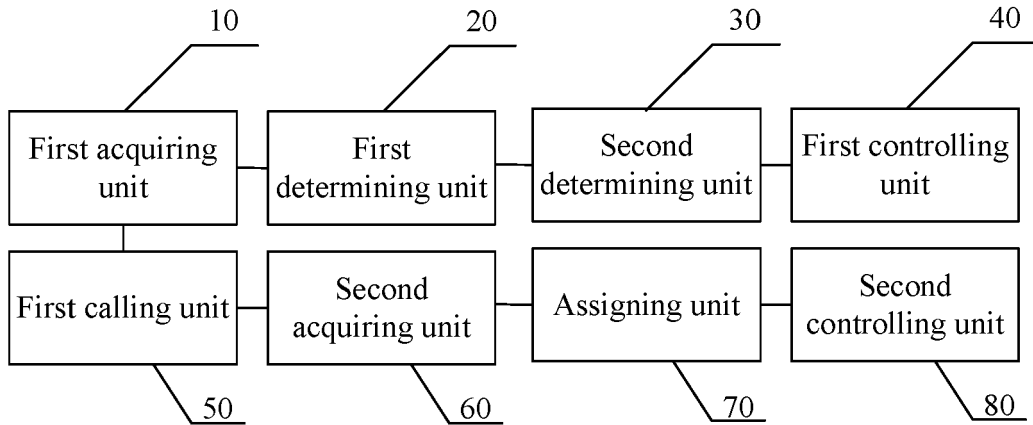 10
20
30
40
First acquiring
unit
First
determining unit
Second
determining unit
First controlling
unit
First calling unit
Second
acquiring unit
Assigning unit
Second
controlling unit
50
60
70
80